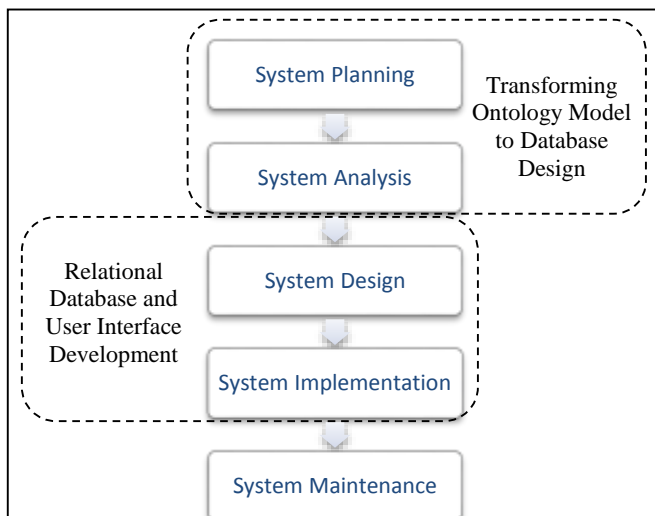 System Planning
Transforming
Ontology Model
to Database
Design
System Analysis
Relational
Database and
User Interface
Development
System Design
System Implementation
System Maintenance